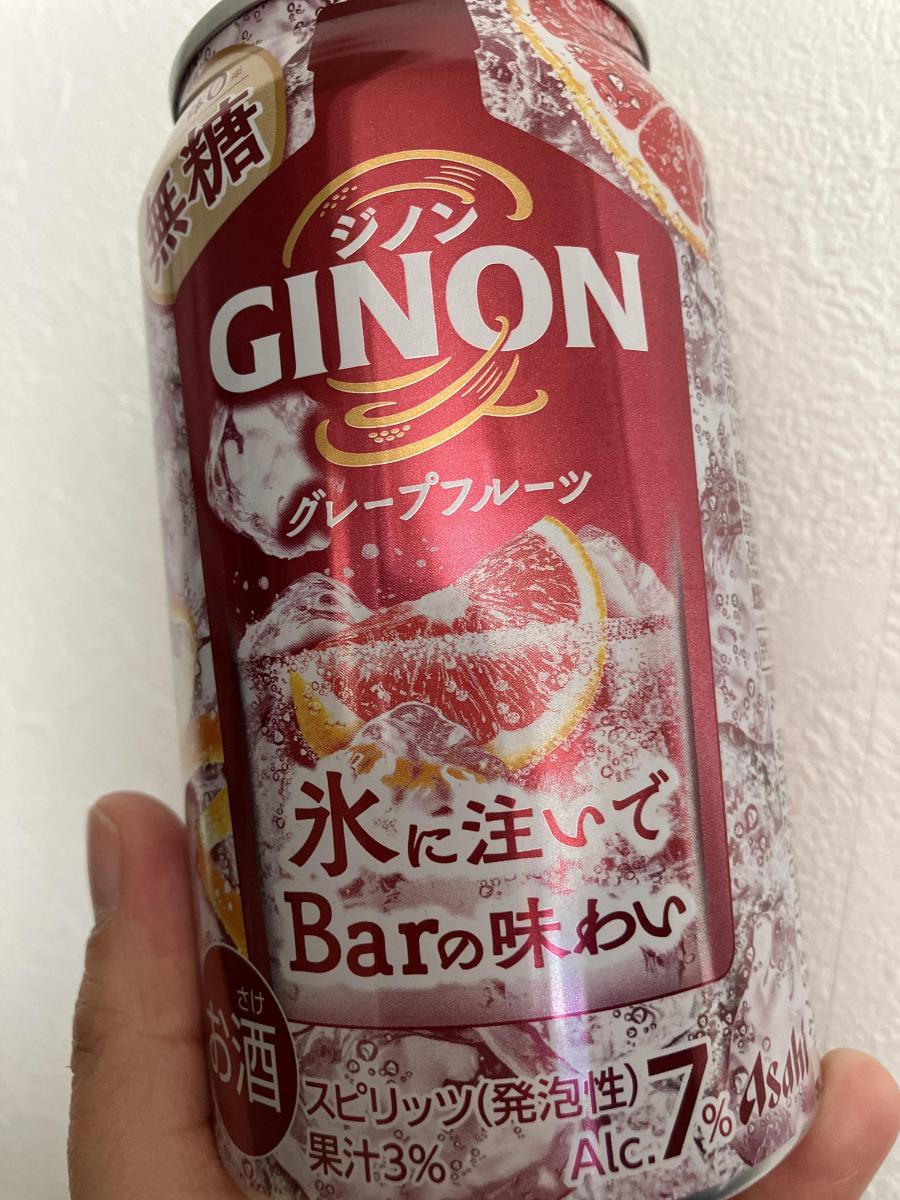 無糖
ジノン
GINON
グレープフルーツ
氷に注いで
Barの味わい
さけ
お酒
スピリッツ(発泡性)
果汁3%
Alc.7%
Asahi